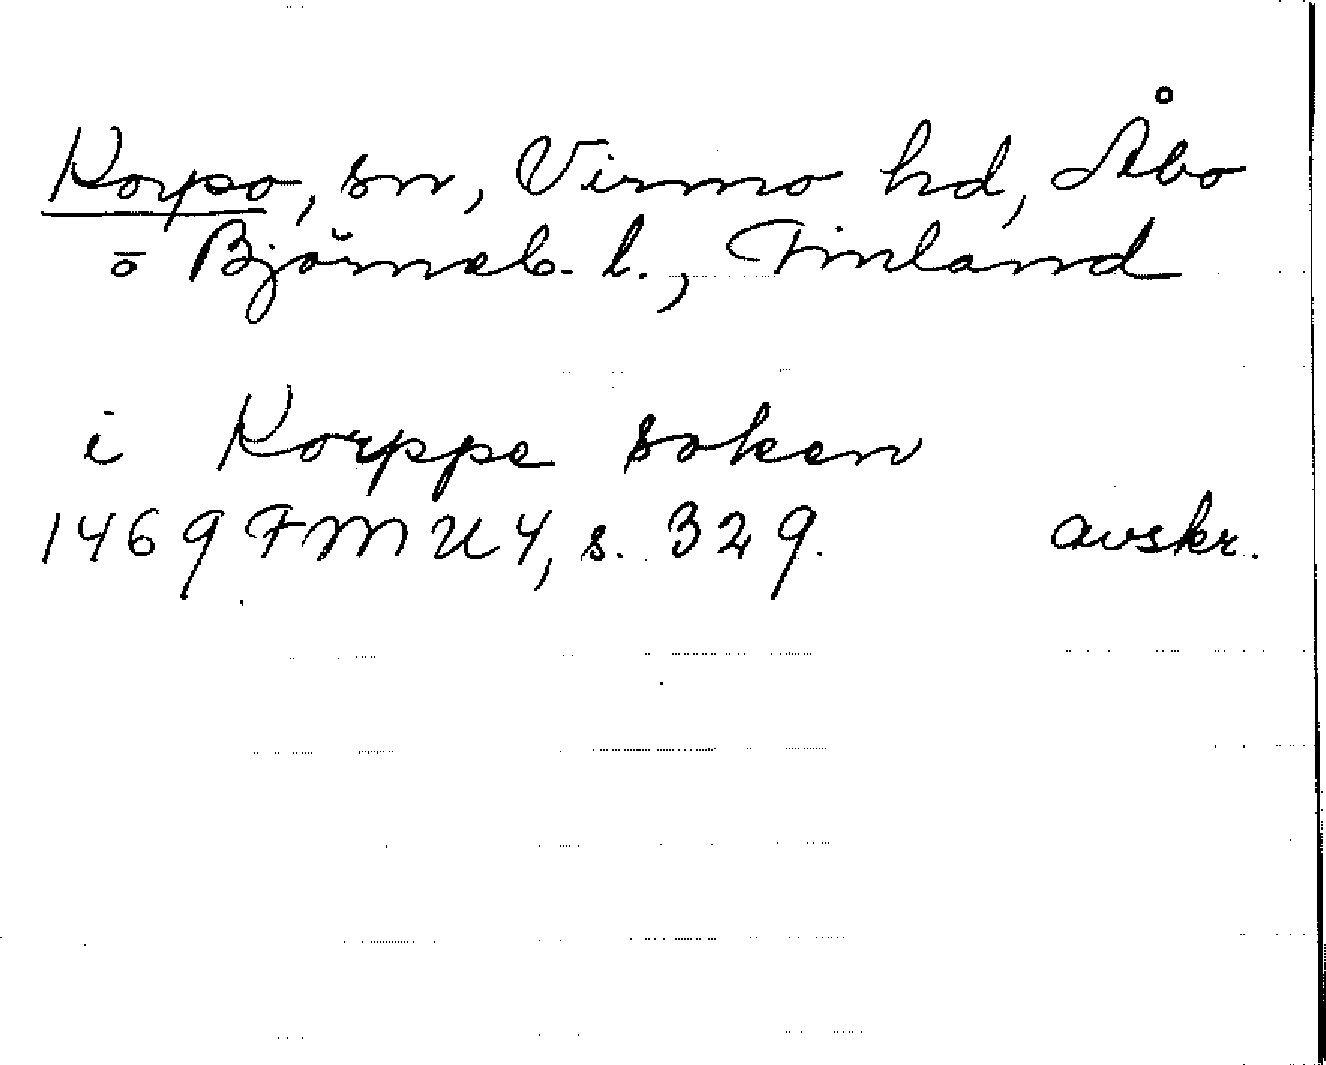 Korpo, sn, Virmo hd, Åbo
o Björneb. l., Finland
i Korppe soken
1469 FMU 4, s. 329. avskr.